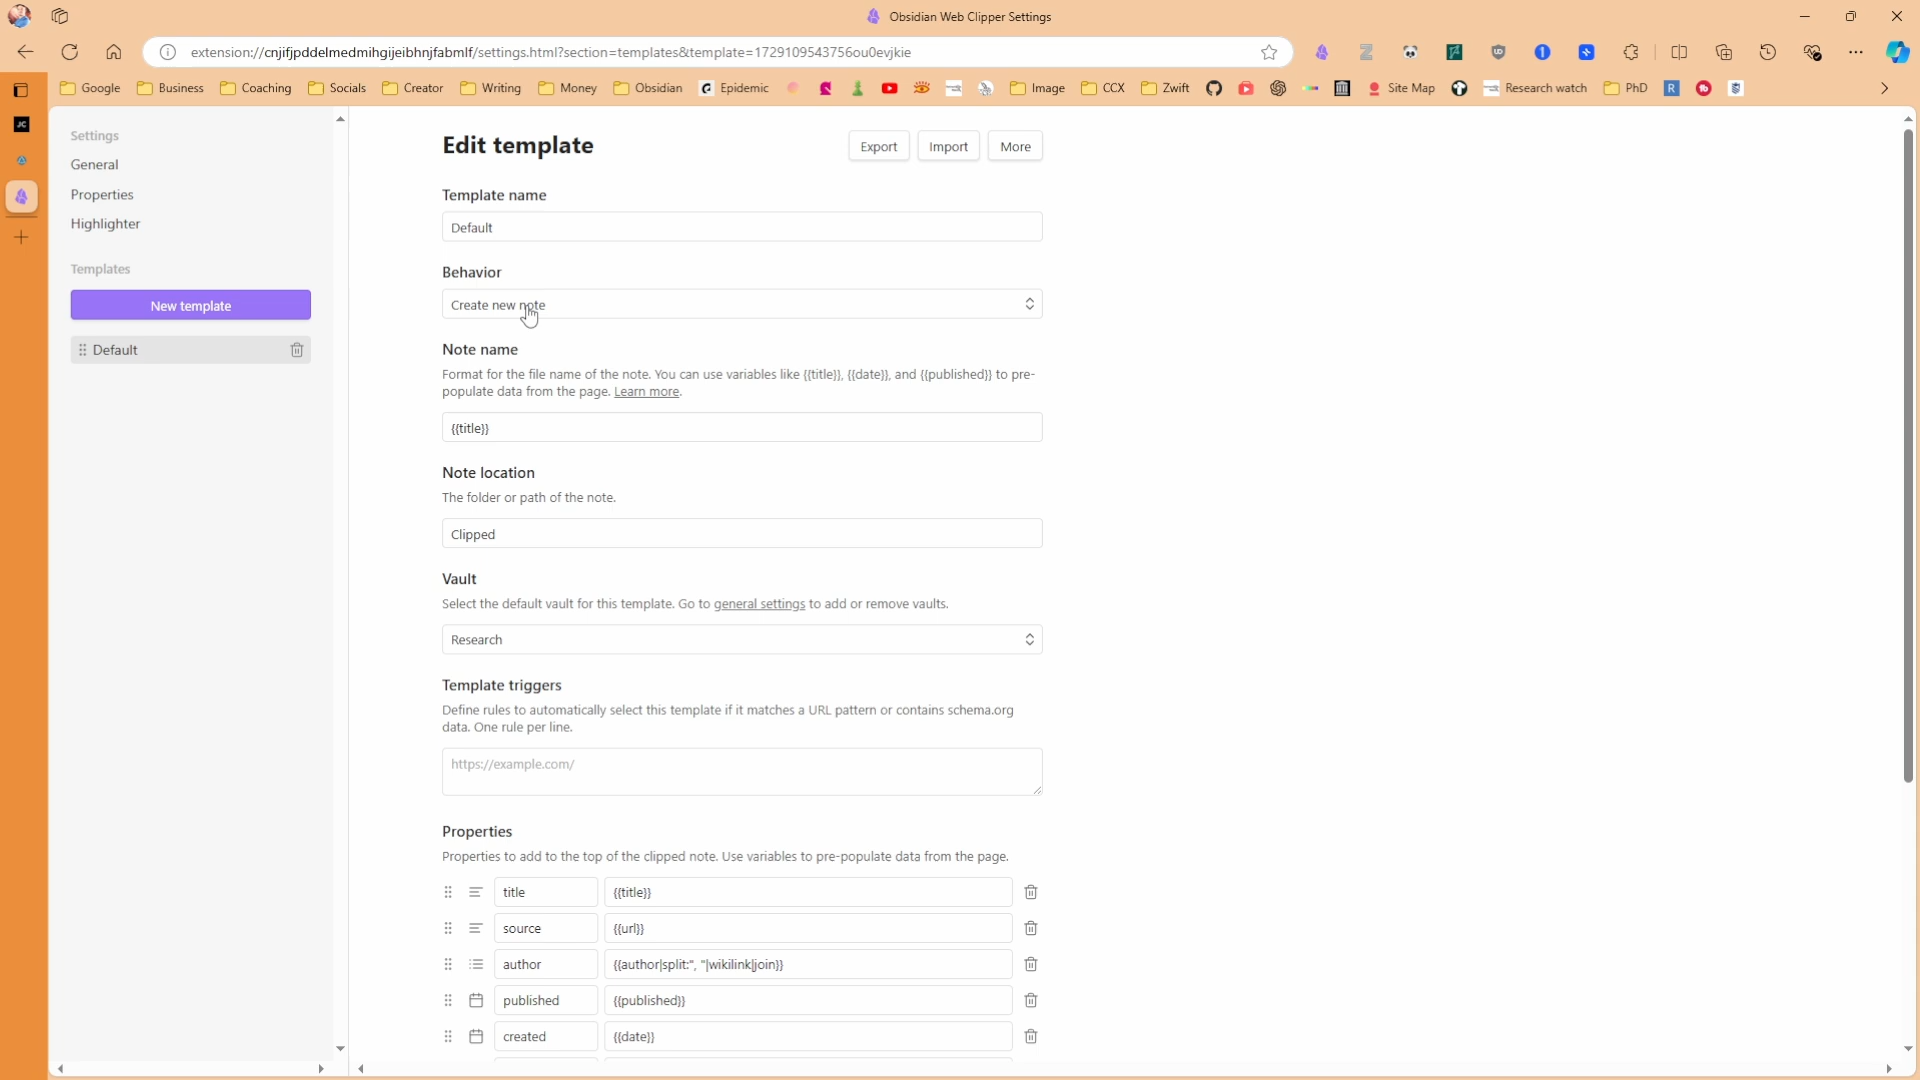 Obsidian Web Clipper Settings
extension://cnjifjpddelmedmihgijeibhnjfabmlf/settings.html?section=templates&template=1729109543756ou0evjkie
Google Business Coaching Socials Creator Writing Money Obsidian Epidemic Image CCX Zwift Site Map Research watch PhD
Settings
General
Properties
Highlighter
Templates
New template
Default
Edit template
Export Import More
Template name
Default
Behavior
Create new note
Note name
Format for the file name of the note. You can use variables like {{title}}, {{date}}, and {{published}} to pre-
populate data from the page. Learn more.
{{title}}
Note location
The folder or path of the note.
Clipped
Vault
Select the default vault for this template. Go to general settings to add or remove vaults.
Research
Template triggers
Define rules to automatically select this template if it matches a URL pattern or contains schema.org
data. One rule per line.
https://example.com/
Properties
Properties to add to the top of the clipped note. Use variables to pre-populate data from the page.
title {{title}}
source {{url}}
author {{author|split:", "|wikilink|join}}
published {{published}}
created {{date}}